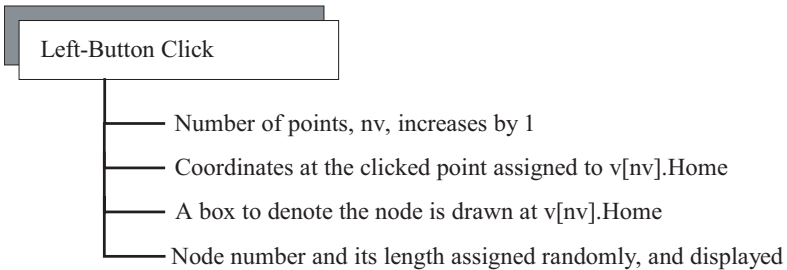 Left-Button Click
Number of points, nv, increases by 1
Coordinates at the clicked point assigned to v[nv].Home
A box to denote the node is drawn at v[nv].Home
Node number and its length assigned randomly, and displayed